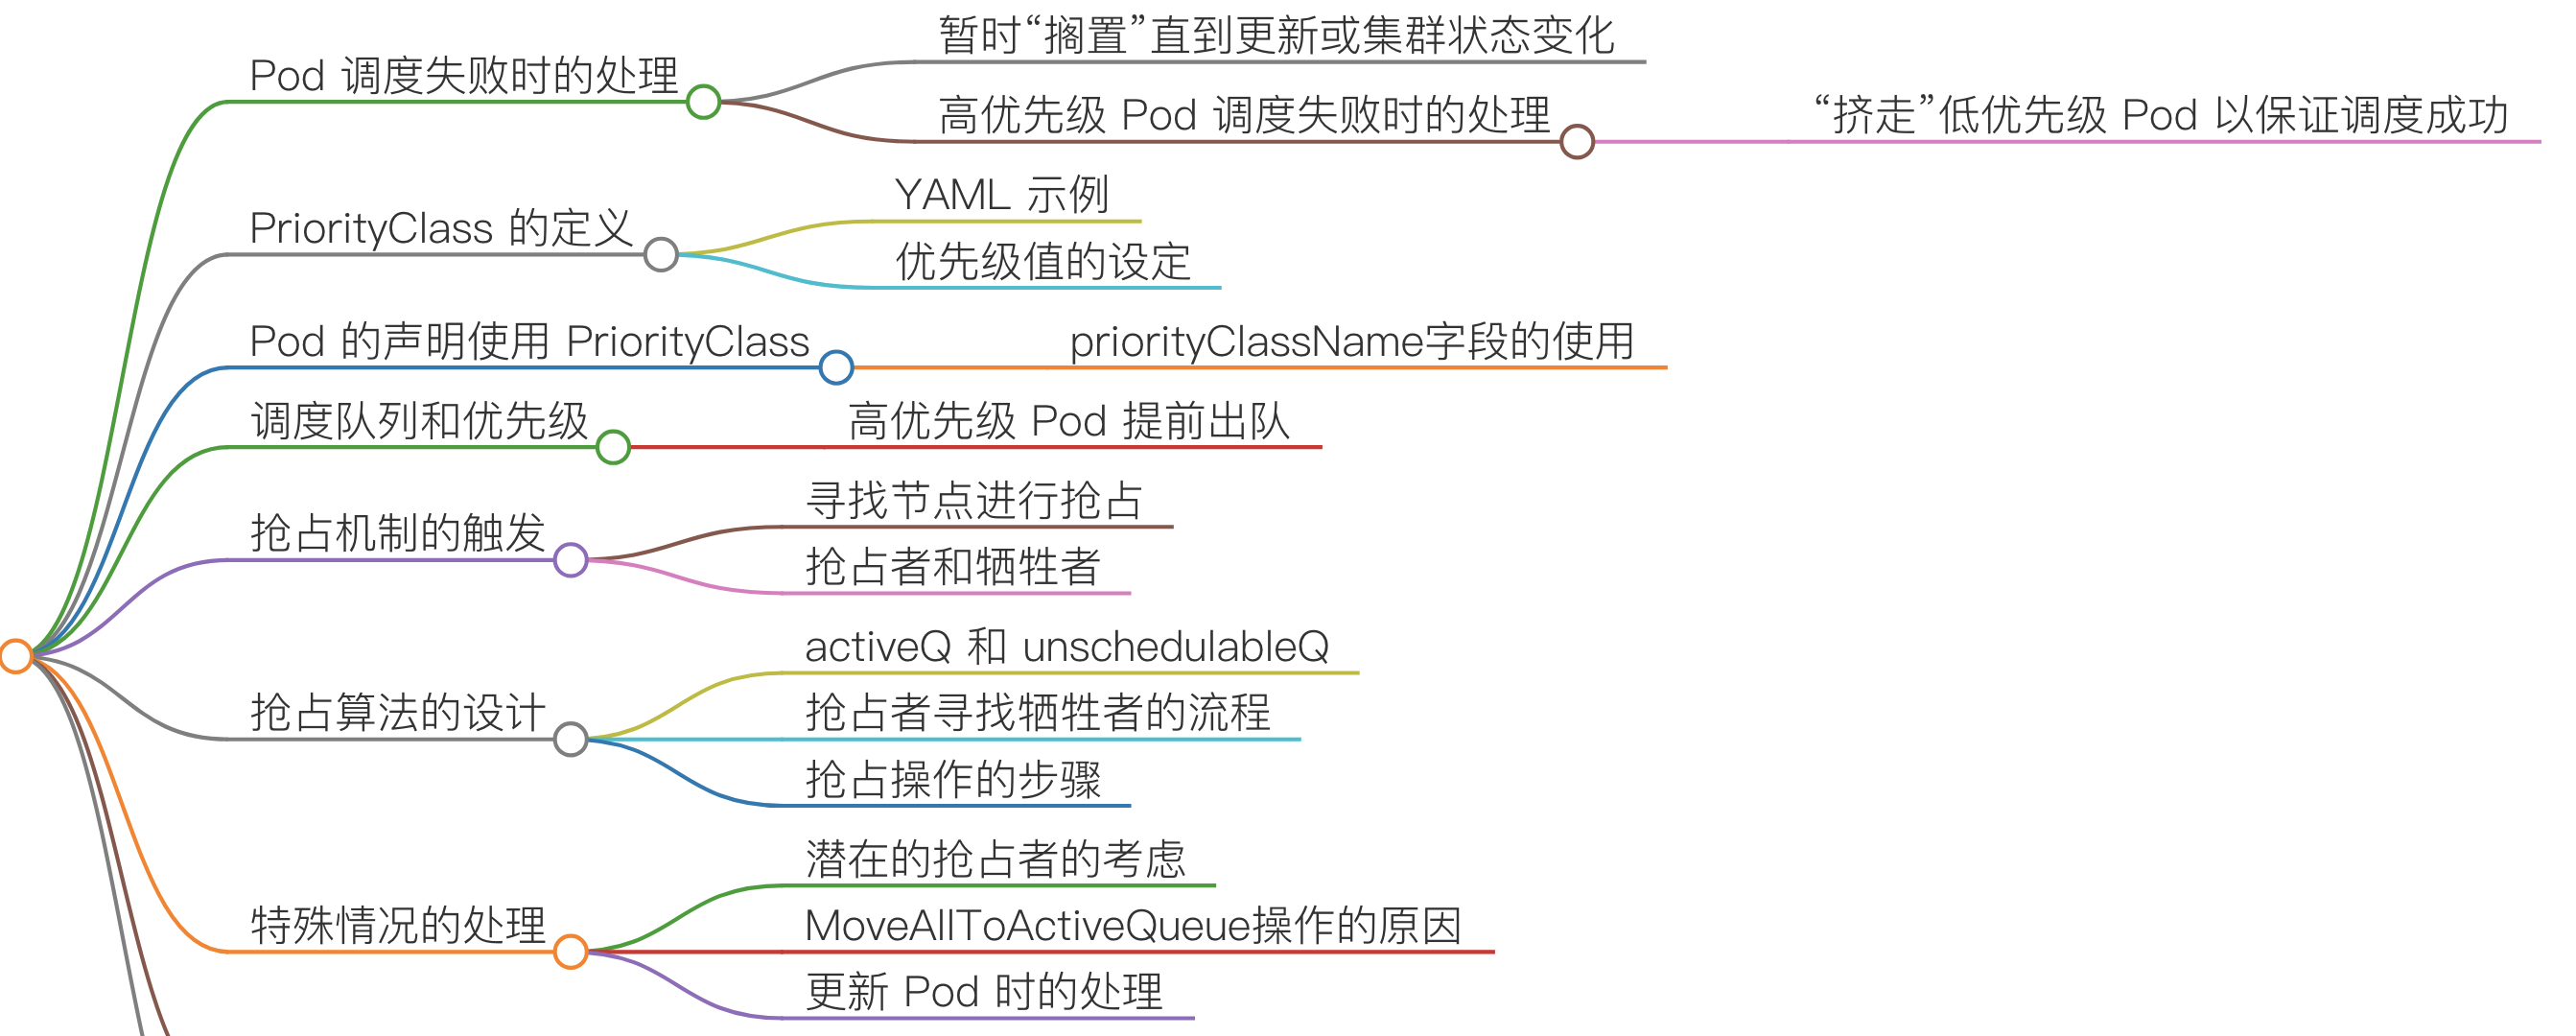 暂时“搁置”直到更新或集群状态变化
Pod 调度失败时的处理
高优先级 Pod 调度失败时的处理
“挤走”低优先级 Pod 以保证调度成功
YAML 示例
PriorityClass 的定义
优先级值的设定
Pod 的声明使用 PriorityClass
priorityClassName字段的使用
调度队列和优先级
高优先级 Pod 提前出队
寻找节点进行抢占
抢占机制的触发
抢占者和牺牲者
activeQ 和 unschedulableQ
抢占算法的设计
抢占者寻找牺牲者的流程
抢占操作的步骤
潜在的抢占者的考虑
特殊情况的处理
MoveAllToActiveQueue操作的原因
更新 Pod 时的处理